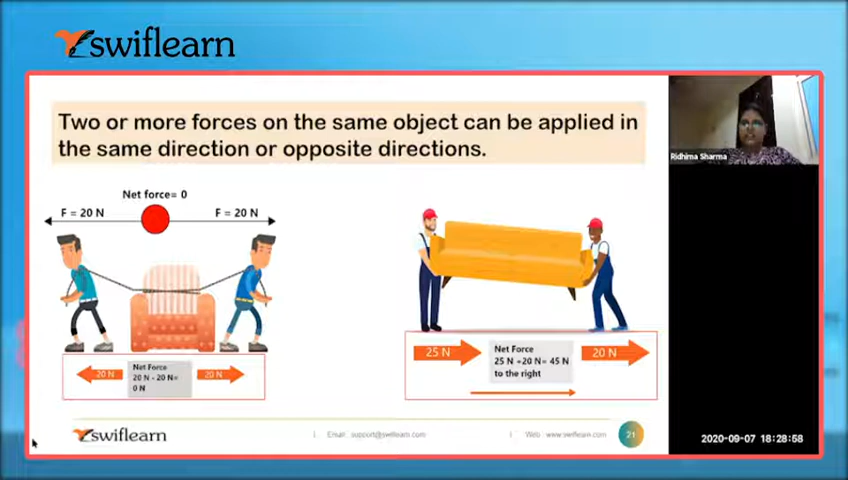 swiflearn
Two or more forces on the same object can be applied in
the same direction or opposite directions.
Ridhima Sharma
Net force= 0
F = 20 N
F = 20 N
20 N
Net Force
20 N - 20 N=
0 N
20 N
25 N
Net Force
25 N +20 N= 45 N
to the right
20 N
swiflearn
Email : support@swiflearn.com
Web : www.swiflearn.com
21
2020-09-07 18:28:58